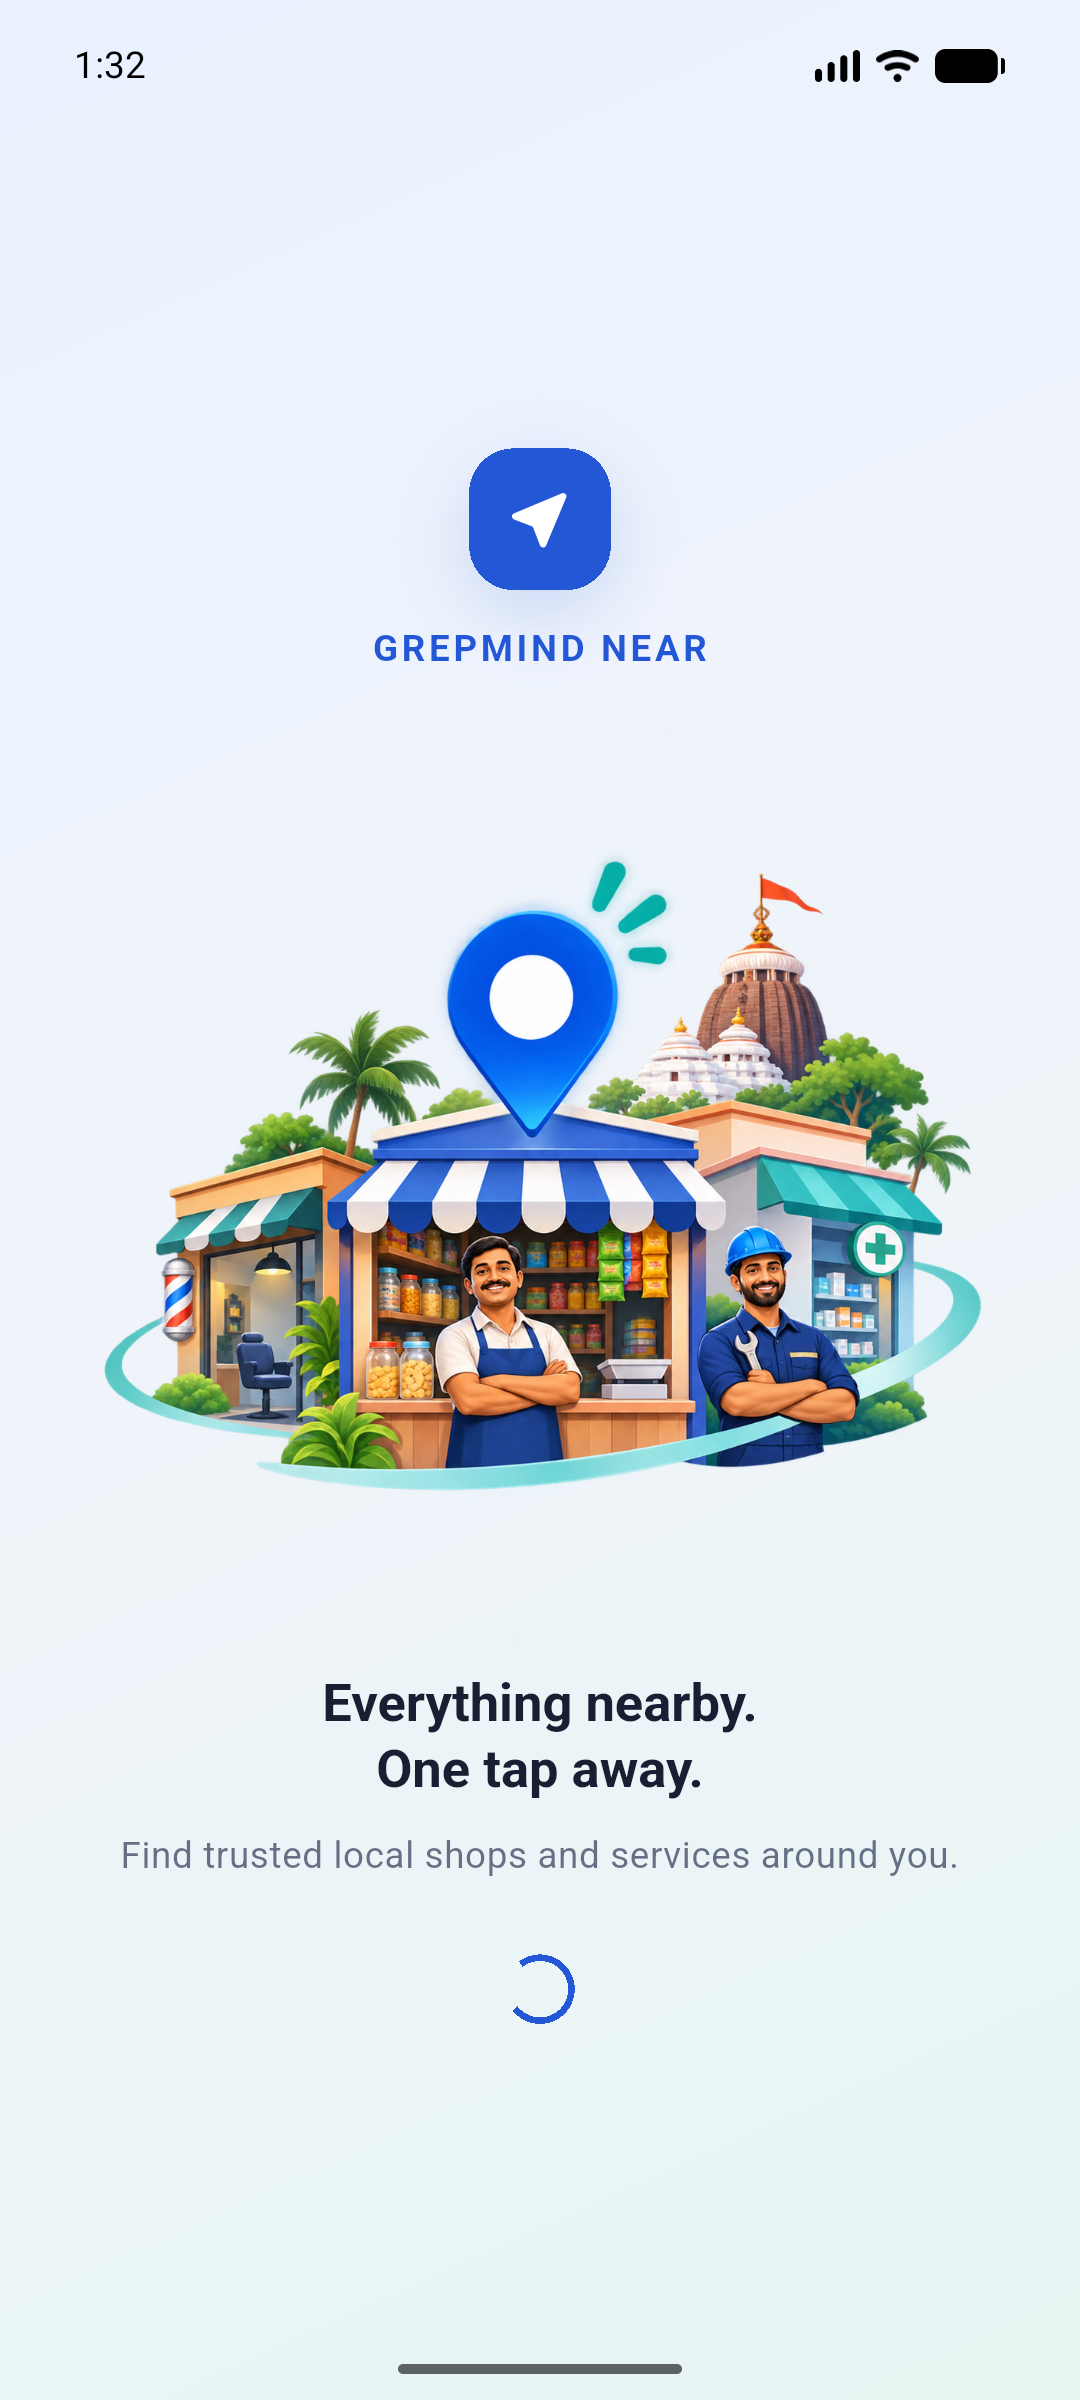 1:32
GREPMIND NEAR
Everything nearby.
One tap away.
Find trusted local shops and services around you.